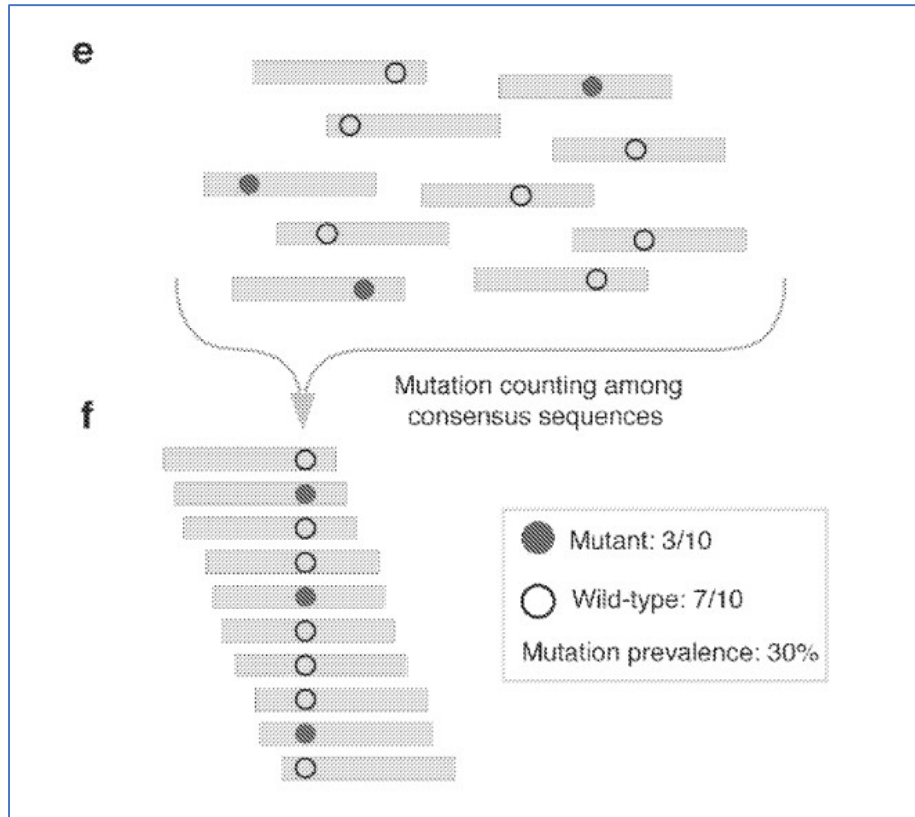 e
Mutation counting among
consensus sequences
f
Mutant: 3/10
Wild-type: 7/10
Mutation prevalence: 30%